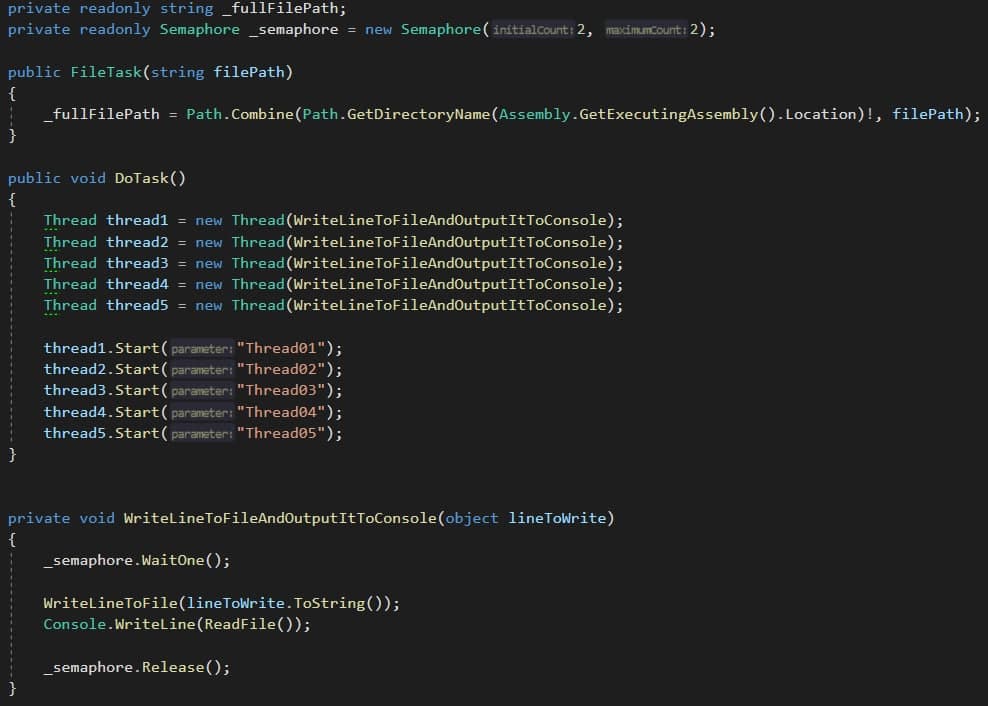 private readonly string _fullFilePath;
private readonly Semaphore _semaphore = new Semaphore(initialCount: 2, maximumCount: 2);
public FileTask(string filePath)
{
_fullFilePath = Path.Combine(Path.GetDirectoryName(Assembly.GetExecutingAssembly().Location)!, filePath);
}
public void DoTask()
{
Thread thread1 = new Thread(WriteLineToFileAndOutputItToConsole);
Thread thread2 = new Thread(WriteLineToFileAndOutputItToConsole);
Thread thread3 = new Thread(WriteLineToFileAndOutputItToConsole);
Thread thread4 = new Thread(WriteLineToFileAndOutputItToConsole);
Thread thread5 = new Thread(WriteLineToFileAndOutputItToConsole);
thread1.Start(parameter: "Thread01");
thread2.Start(parameter: "Thread02");
thread3.Start(parameter: "Thread03");
thread4.Start(parameter: "Thread04");
thread5.Start(parameter: "Thread05");
}
private void WriteLineToFileAndOutputItToConsole(object lineToWrite)
{
_semaphore.WaitOne();
WriteLineToFile(lineToWrite.ToString());
Console.WriteLine(ReadFile());
_semaphore.Release();
}